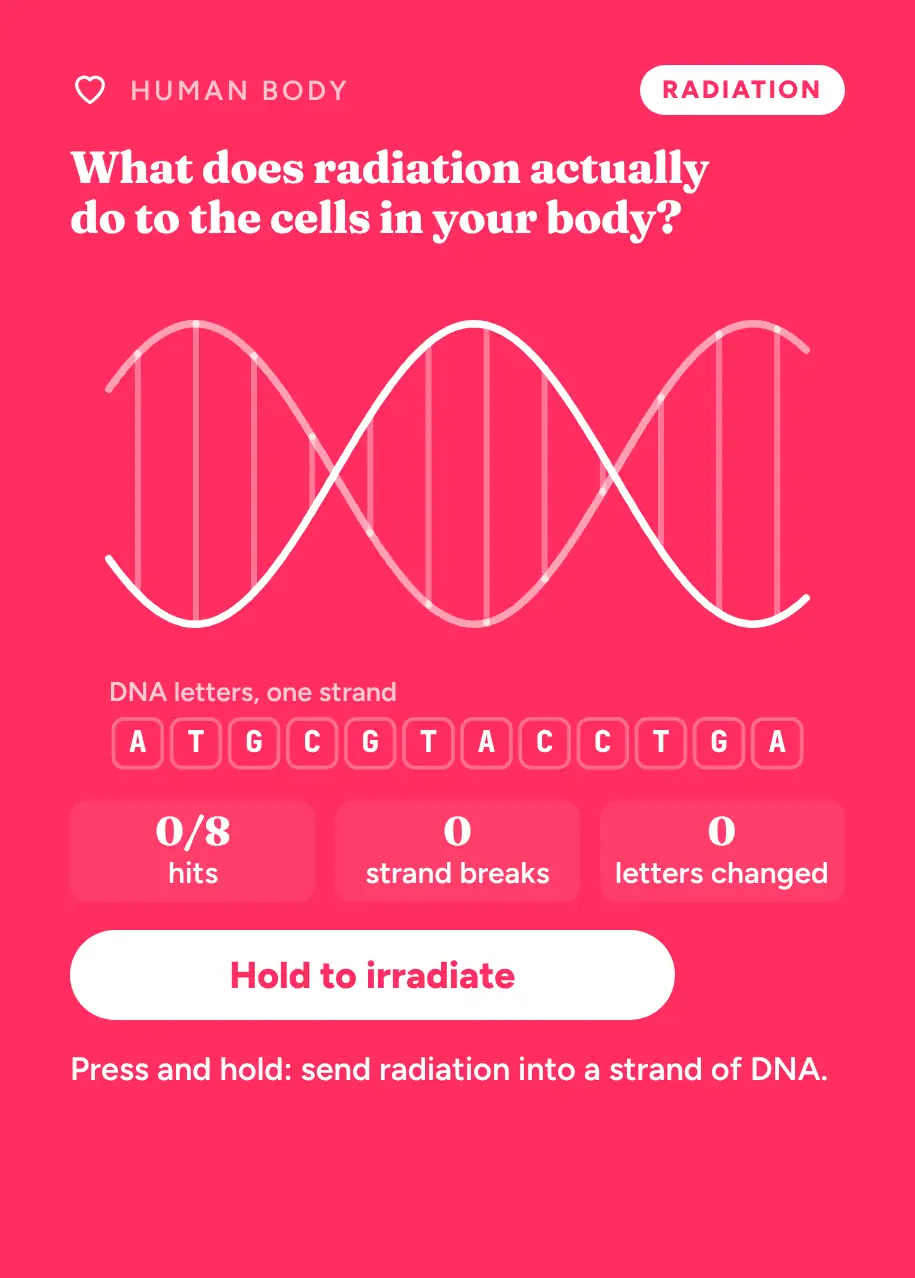 HUMAN BODY
RADIATION
What does radiation actually
do to the cells in your body?
DNA letters, one strand
A T G C G T A C C T G A
0/8
hits
0
strand breaks
0
letters changed
Hold to irradiate
Press and hold: send radiation into a strand of DNA.